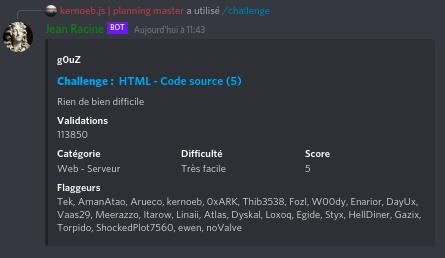 kernoeb.js | planning master a utilisé /challenge
Jean Racine BOT Aujourd'hui à 11:43
g0uZ
Challenge : HTML - Code source (5)
Rien de bien difficile
Validations
113850
Catégorie Difficulté Score
Web - Serveur Très facile 5
Flaggeurs
Tek, AmanAtao, Arueco, kernoeb, 0xARK, Thib3538, Fozl, W00dy, Enarior, DayUx,
Vaas29, Meerazzo, Itarow, Linaii, Atlas, Dyskal, Loxoq, Egide, Styx, HellDiner, Gazix,
Torpido, ShockedPlot7560, ewen, noValve